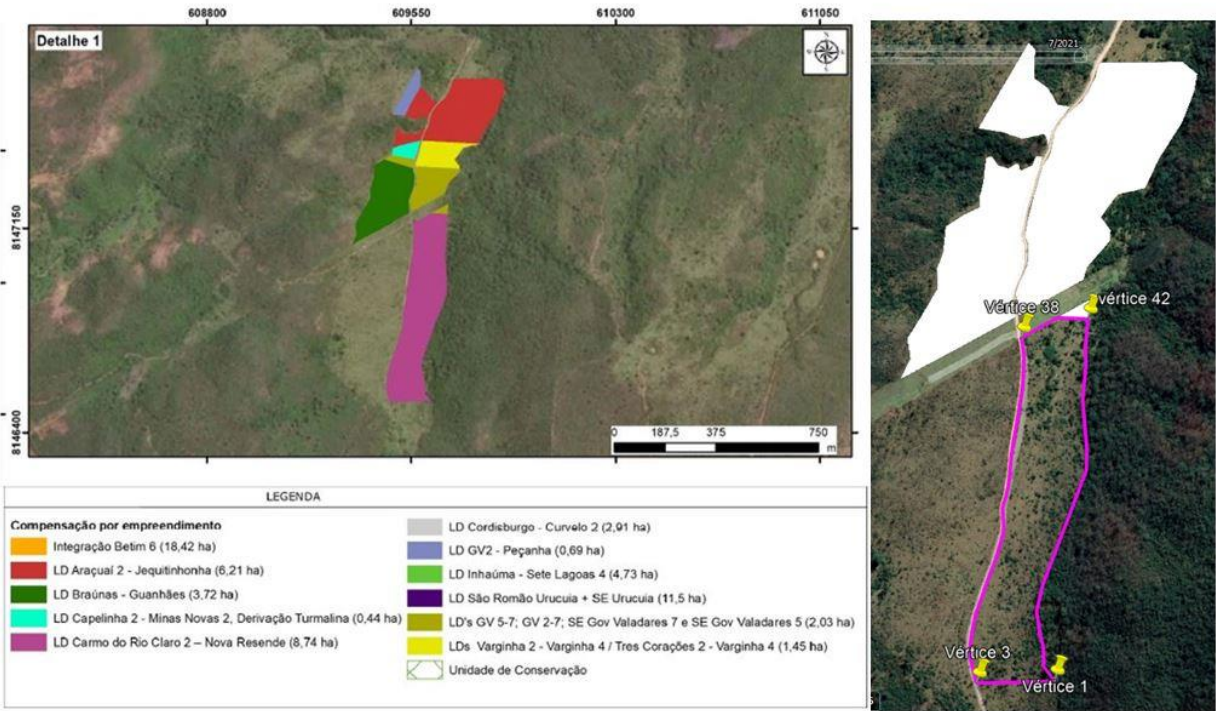 608800
609550
610300
611050
Detalhe 1
8147150
8146400
0 187,5 375 750
m
LEGENDA
Compensação por empreendimento
Integração Betim 6 (18,42 ha)
LD Araçuaí 2 - Jequitinhonha (6,21 ha)
LD Braúnas - Guanhães (3,72 ha)
LD Capelinha 2 - Minas Novas 2, Derivação Turmalina (0,44 ha)
LD Carmo do Rio Claro 2 – Nova Resende (8,74 ha)
LD Cordisburgo - Curvelo 2 (2,91 ha)
LD GV2 - Peçanha (0,69 ha)
LD Inhaúma - Sete Lagoas 4 (4,73 ha)
LD São Romão Urucuia + SE Urucuia (11,5 ha)
LD's GV 5-7; GV 2-7; SE Gov Valadares 7 e SE Gov Valadares 5 (2,03 ha)
LDs Varginha 2 - Varginha 4 / Tres Corações 2 - Varginha 4 (1,45 ha)
Unidade de Conservação
7/2021
Vértice 38
vértice 42
Vértice 3
Vértice 1